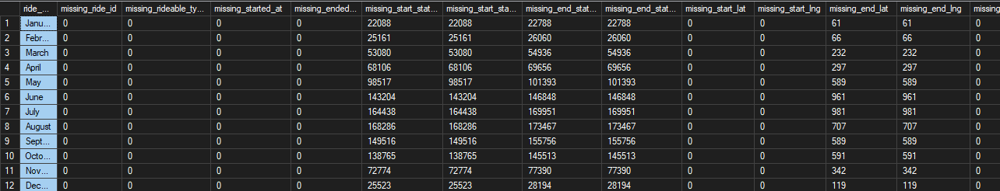 ride_... missing_ride_id missing_rideable_ty... missing_started_at missing_ended... missing_start_stat... missing_start_sta... missing_end_stat... missing_end_stat... missing_start_lat missing_start_lng missing_end_lat missing_end_lng missing
1 Janu... 0 0 0 0 22088 22088 22788 22788 0 0 61 61 0
2 Febr... 0 0 0 0 25161 25161 26060 26060 0 0 66 66 0
3 March 0 0 0 0 53080 53080 54936 54936 0 0 232 232 0
4 April 0 0 0 0 68106 68106 69656 69656 0 0 297 297 0
5 May 0 0 0 0 98517 98517 101393 101393 0 0 589 589 0
6 June 0 0 0 0 143204 143204 146848 146848 0 0 961 961 0
7 July 0 0 0 0 164438 164438 169951 169951 0 0 981 981 0
8 August 0 0 0 0 168286 168286 173467 173467 0 0 707 707 0
9 Sept... 0 0 0 0 149516 149516 155756 155756 0 0 589 589 0
10 Octo... 0 0 0 0 138765 138765 145513 145513 0 0 591 591 0
11 Nov... 0 0 0 0 72774 72774 77390 77390 0 0 342 342 0
12 Dec... 0 0 0 0 25523 25523 28194 28194 0 0 119 119 0